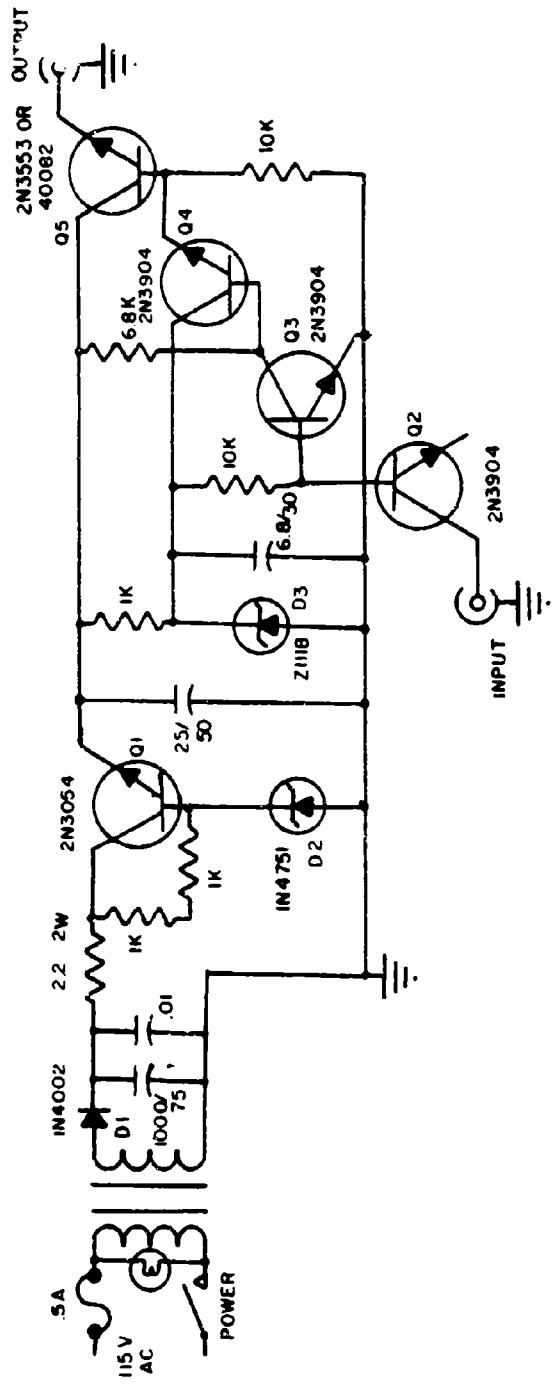 115 V
AC
.5A
POWER
1N4002
D1
1000/
75
.01
2.2 2W
1K
1K
2N3054
Q1
1N4751
D2
25/
50
1K
Z1118
D3
6.8/30
10K
6.8K
INPUT
2N3904
Q2
Q3
2N3904
2N3904
Q4
10K
Q5
2N3553 OR
40082
OUTPUT